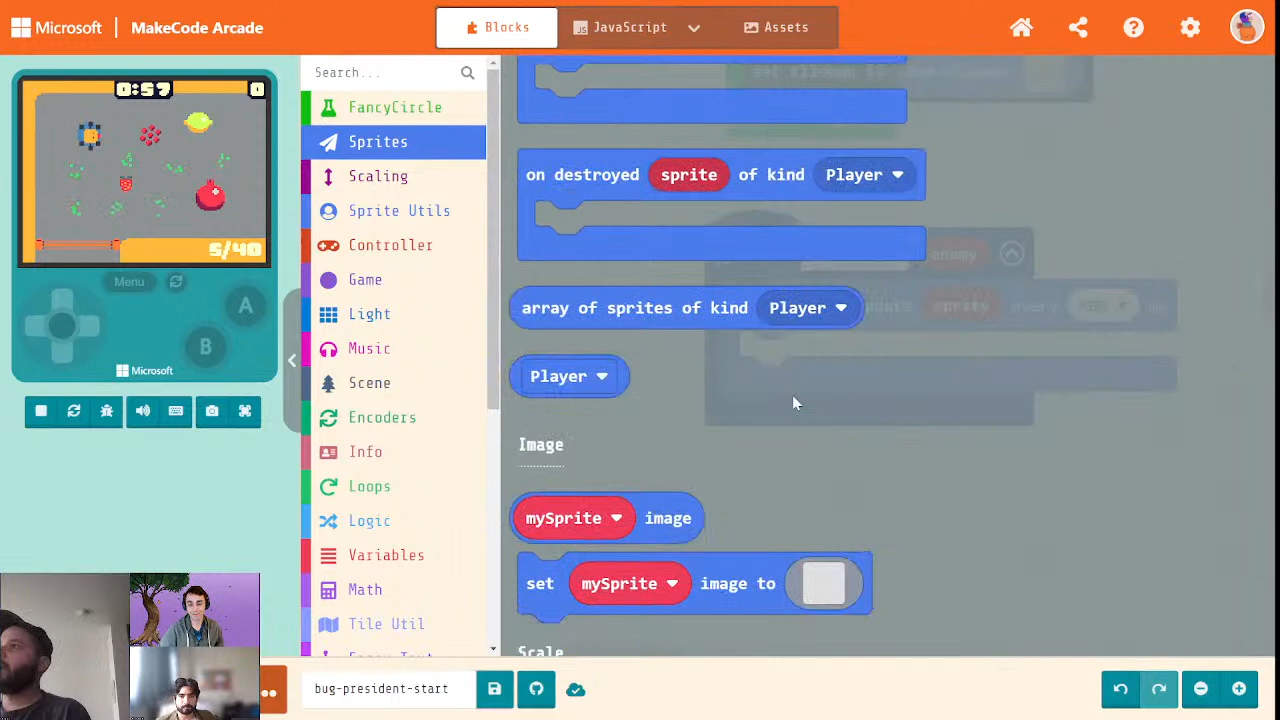 Microsoft
MakeCode Arcade
Blocks
JavaScript
Assets
0:57
0
5/40
Menu
A
B
Microsoft
Search...
FancyCircle
Sprites
Scaling
Sprite Utils
Controller
Game
Light
Music
Scene
Encoders
Info
Loops
Logic
Variables
Math
Tile Util
on destroyed sprite of kind Player
array of sprites of kind Player
Player
Image
mySprite image
set mySprite image to
Scale
enemy
bug-president-start